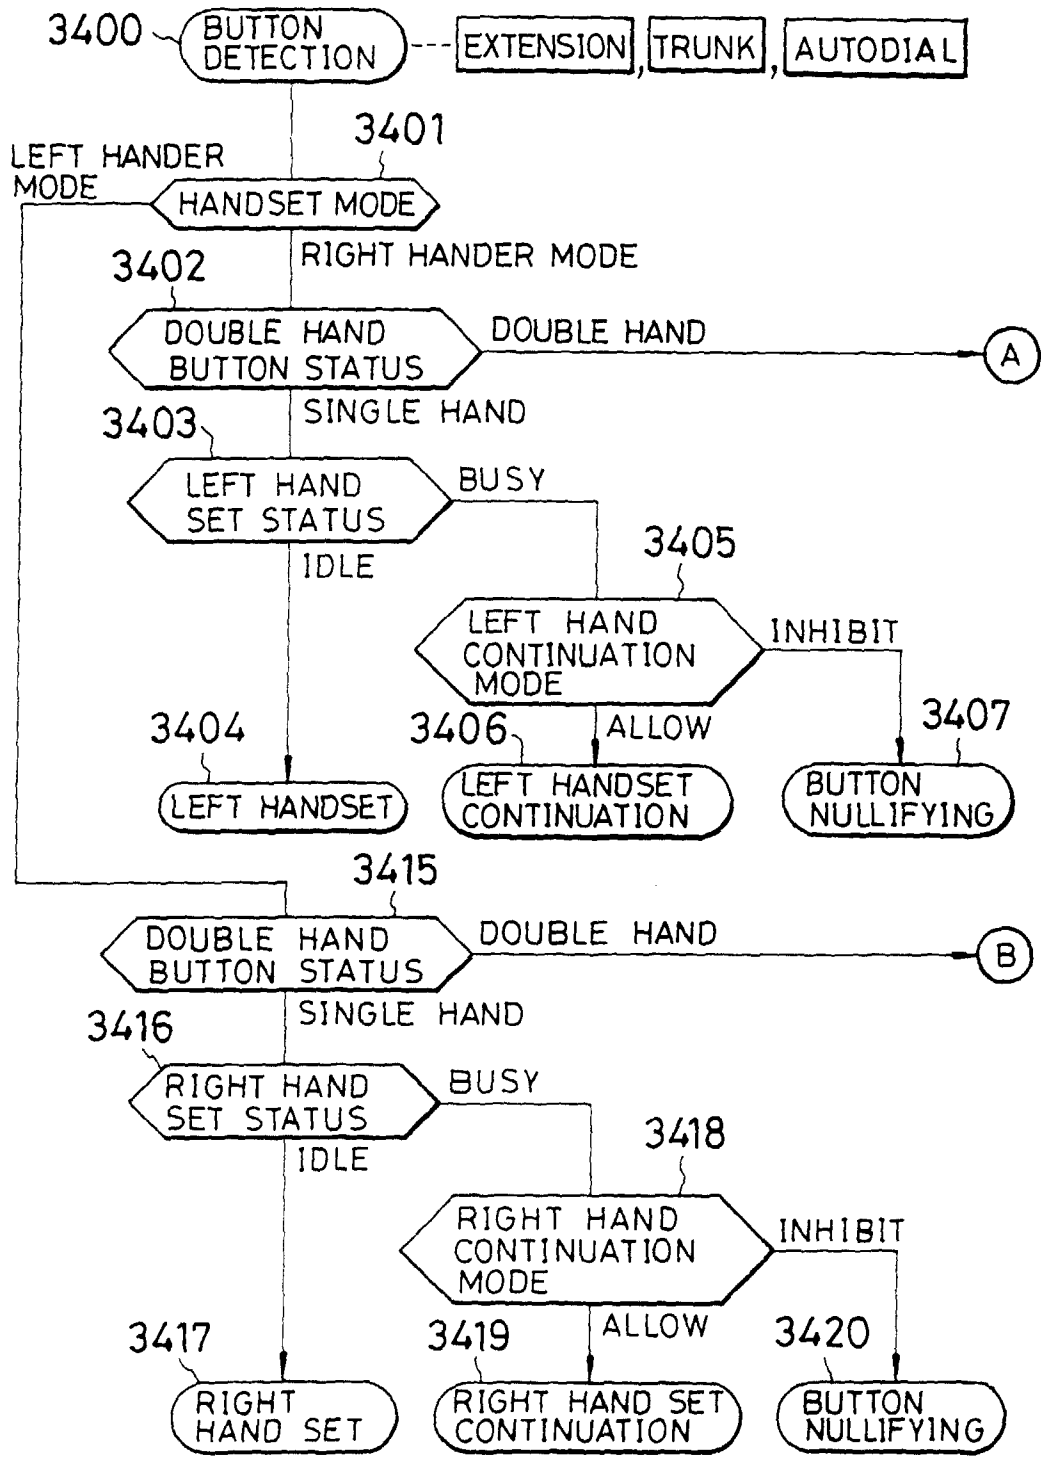 3400
BUTTON
DETECTION
EXTENSION, TRUNK, AUTODIAL
3401
LEFT HANDER
MODE
HANDSET MODE
RIGHT HANDER MODE
3402
DOUBLE HAND
BUTTON STATUS
DOUBLE HAND
A
SINGLE HAND
3403
LEFT HAND
SET STATUS
BUSY
IDLE
3405
LEFT HAND
CONTINUATION
MODE
INHIBIT
ALLOW
3404
LEFT HANDSET
3406
LEFT HANDSET
CONTINUATION
3407
BUTTON
NULLIFYING
3415
DOUBLE HAND
BUTTON STATUS
DOUBLE HAND
B
SINGLE HAND
3416
RIGHT HAND
SET STATUS
BUSY
IDLE
3418
RIGHT HAND
CONTINUATION
MODE
INHIBIT
ALLOW
3417
RIGHT
HAND SET
3419
RIGHT HAND SET
CONTINUATION
3420
BUTTON
NULLIFYING